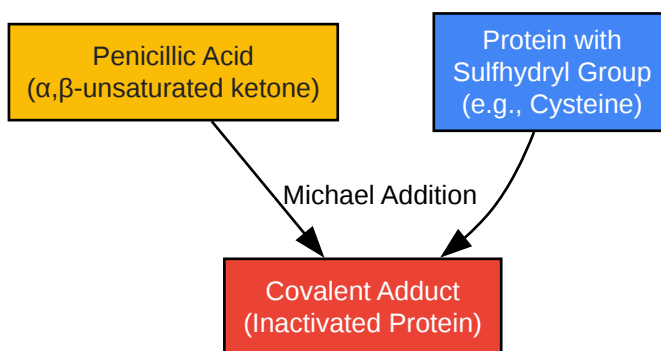 Penicillic Acid
(α,β-unsaturated ketone)
Protein with
Sulfhydryl Group
(e.g., Cysteine)
Michael Addition
Covalent Adduct
(Inactivated Protein)